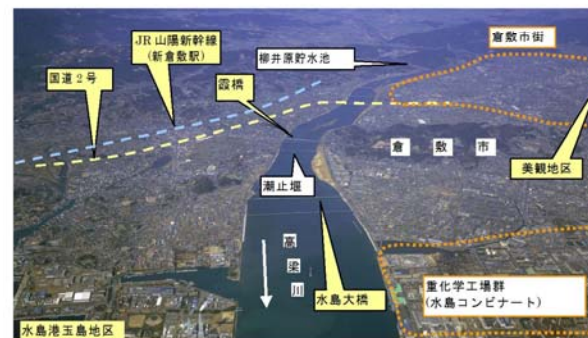 倉敷市街
JR山陽新幹線
(新倉敷駅)
柳井原貯水池
国道2号
霞橋
倉敷市
美観地区
潮止堰
高梁川
水島大橋
重化学工場群
(水島コンビナート)
水島港玉島地区